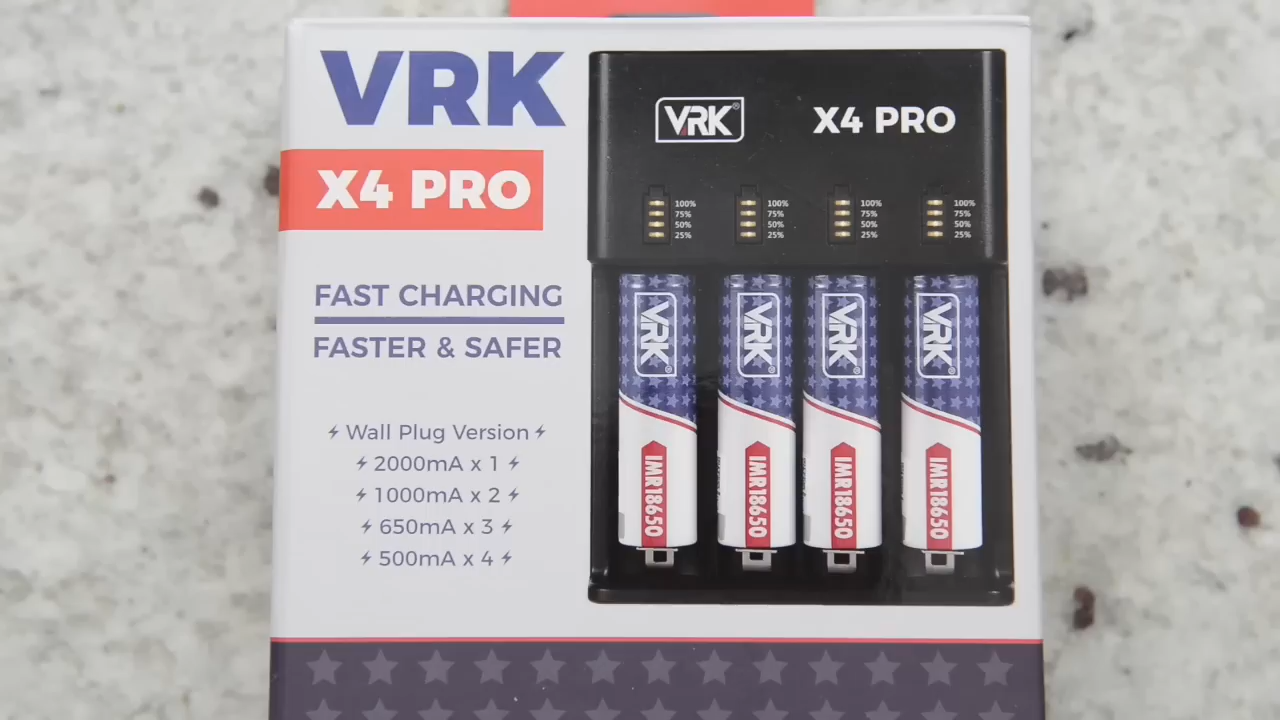 VRK
X4 PRO
FAST CHARGING
FASTER & SAFER
Wall Plug Version
2000mA x 1
1000mA x 2
650mA x 3
500mA x 4
VRK® X4 PRO
100% 100% 100% 100%
75% 75% 75% 75%
50% 50% 50% 50%
25% 25% 25% 25%
VRK® VRK® VRK® VRK®
IMR18650 IMR18650 IMR18650 IMR18650